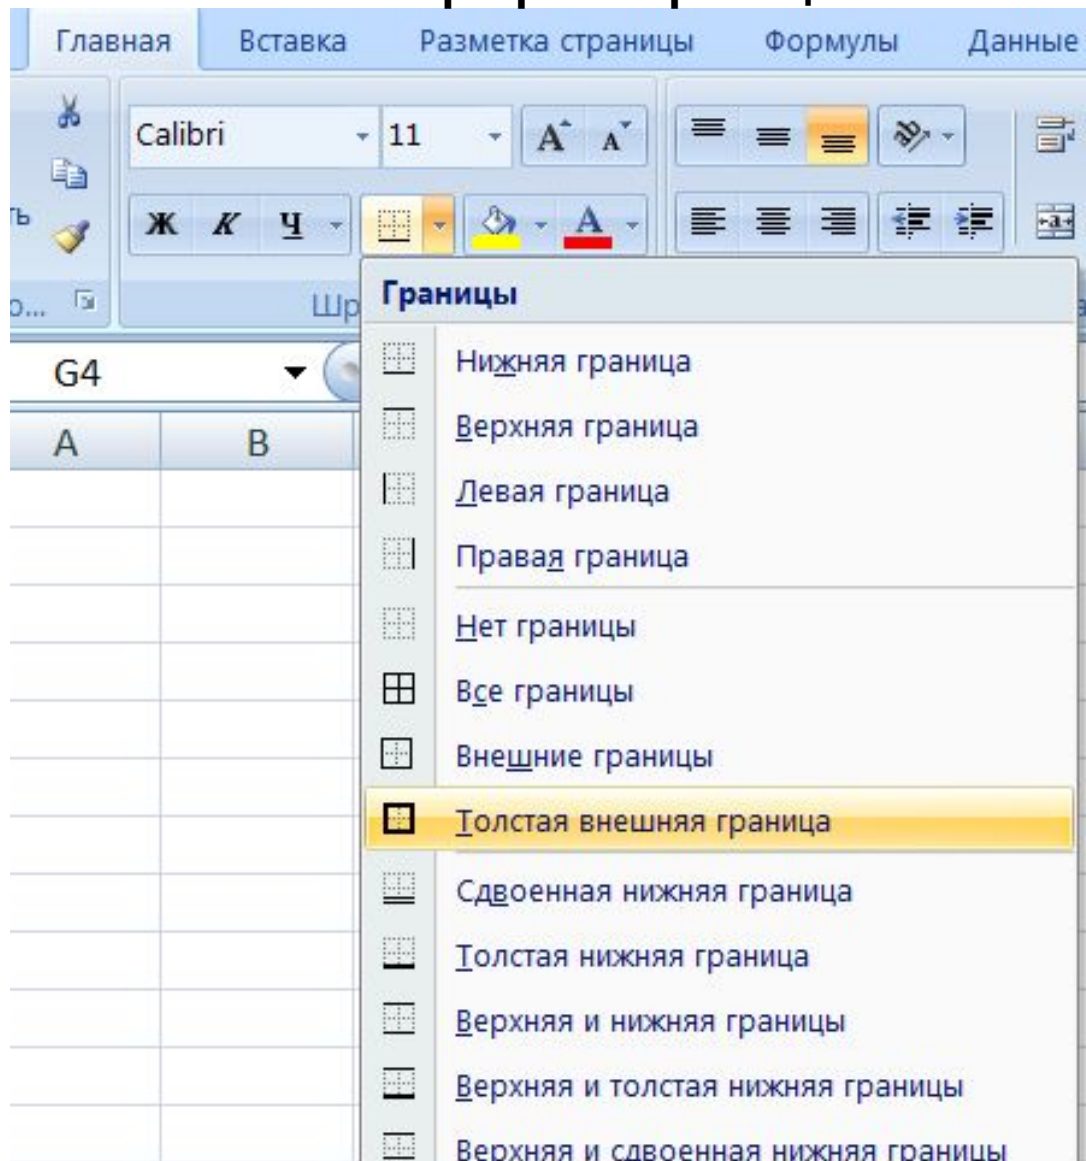 Главная Вставка Разметка страницы Формулы Данные
Calibri 11 A A
Ж К Ч A a
Шр
Границы
G4
Нижняя граница
A B
Верхняя граница
Левая граница
Правая граница
Нет границы
Все границы
Внешние границы
Толстая внешняя граница
Сдвоенная нижняя граница
Толстая нижняя граница
Верхняя и нижняя границы
Верхняя и толстая нижняя границы
Верхняя и сдвоенная нижняя границы